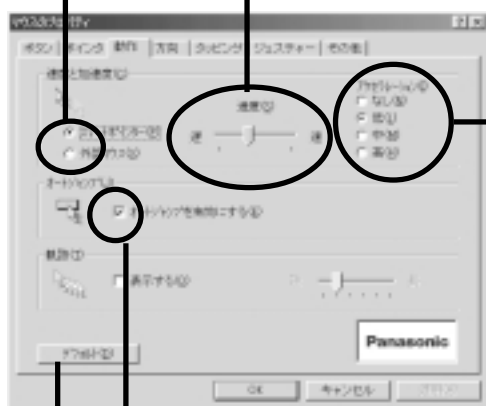 マウスのプロパティ
ボタン ポインタ 動作 方向 タッピング ジェスチャー その他
速度と加速度(C)
速度(S)
遅 速
アクセラレーション(A)
なし(N)
低(L)
中(M)
高(H)
外部マウス(X)
オートジャンプ(J)
オートジャンプを有効にする(E)
軌跡(T)
表示する(Q)
Panasonic
デフォルト(D)
OK キャンセル